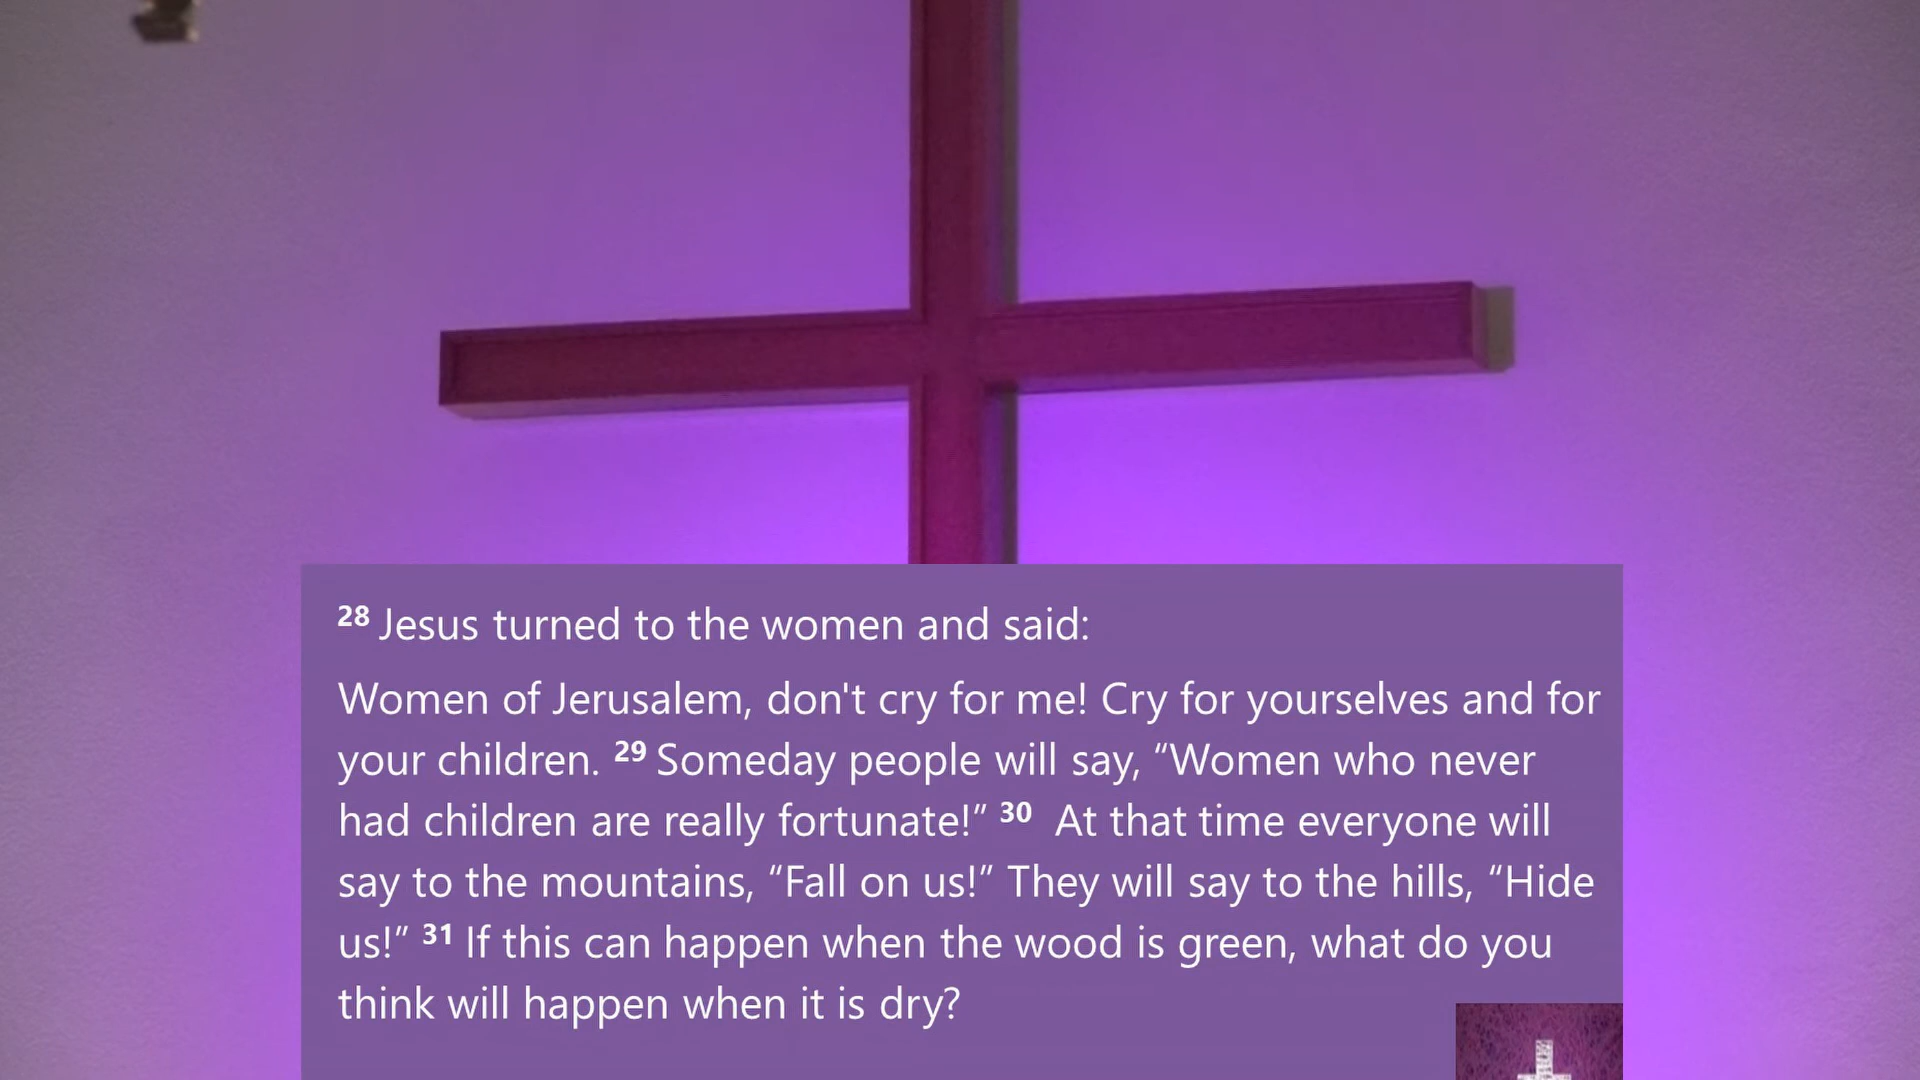 28 Jesus turned to the women and said:
Women of Jerusalem, don't cry for me! Cry for yourselves and for
your children. 29 Someday people will say, “Women who never
had children are really fortunate!” 30 At that time everyone will
say to the mountains, “Fall on us!” They will say to the hills, “Hide
us!” 31 If this can happen when the wood is green, what do you
think will happen when it is dry?